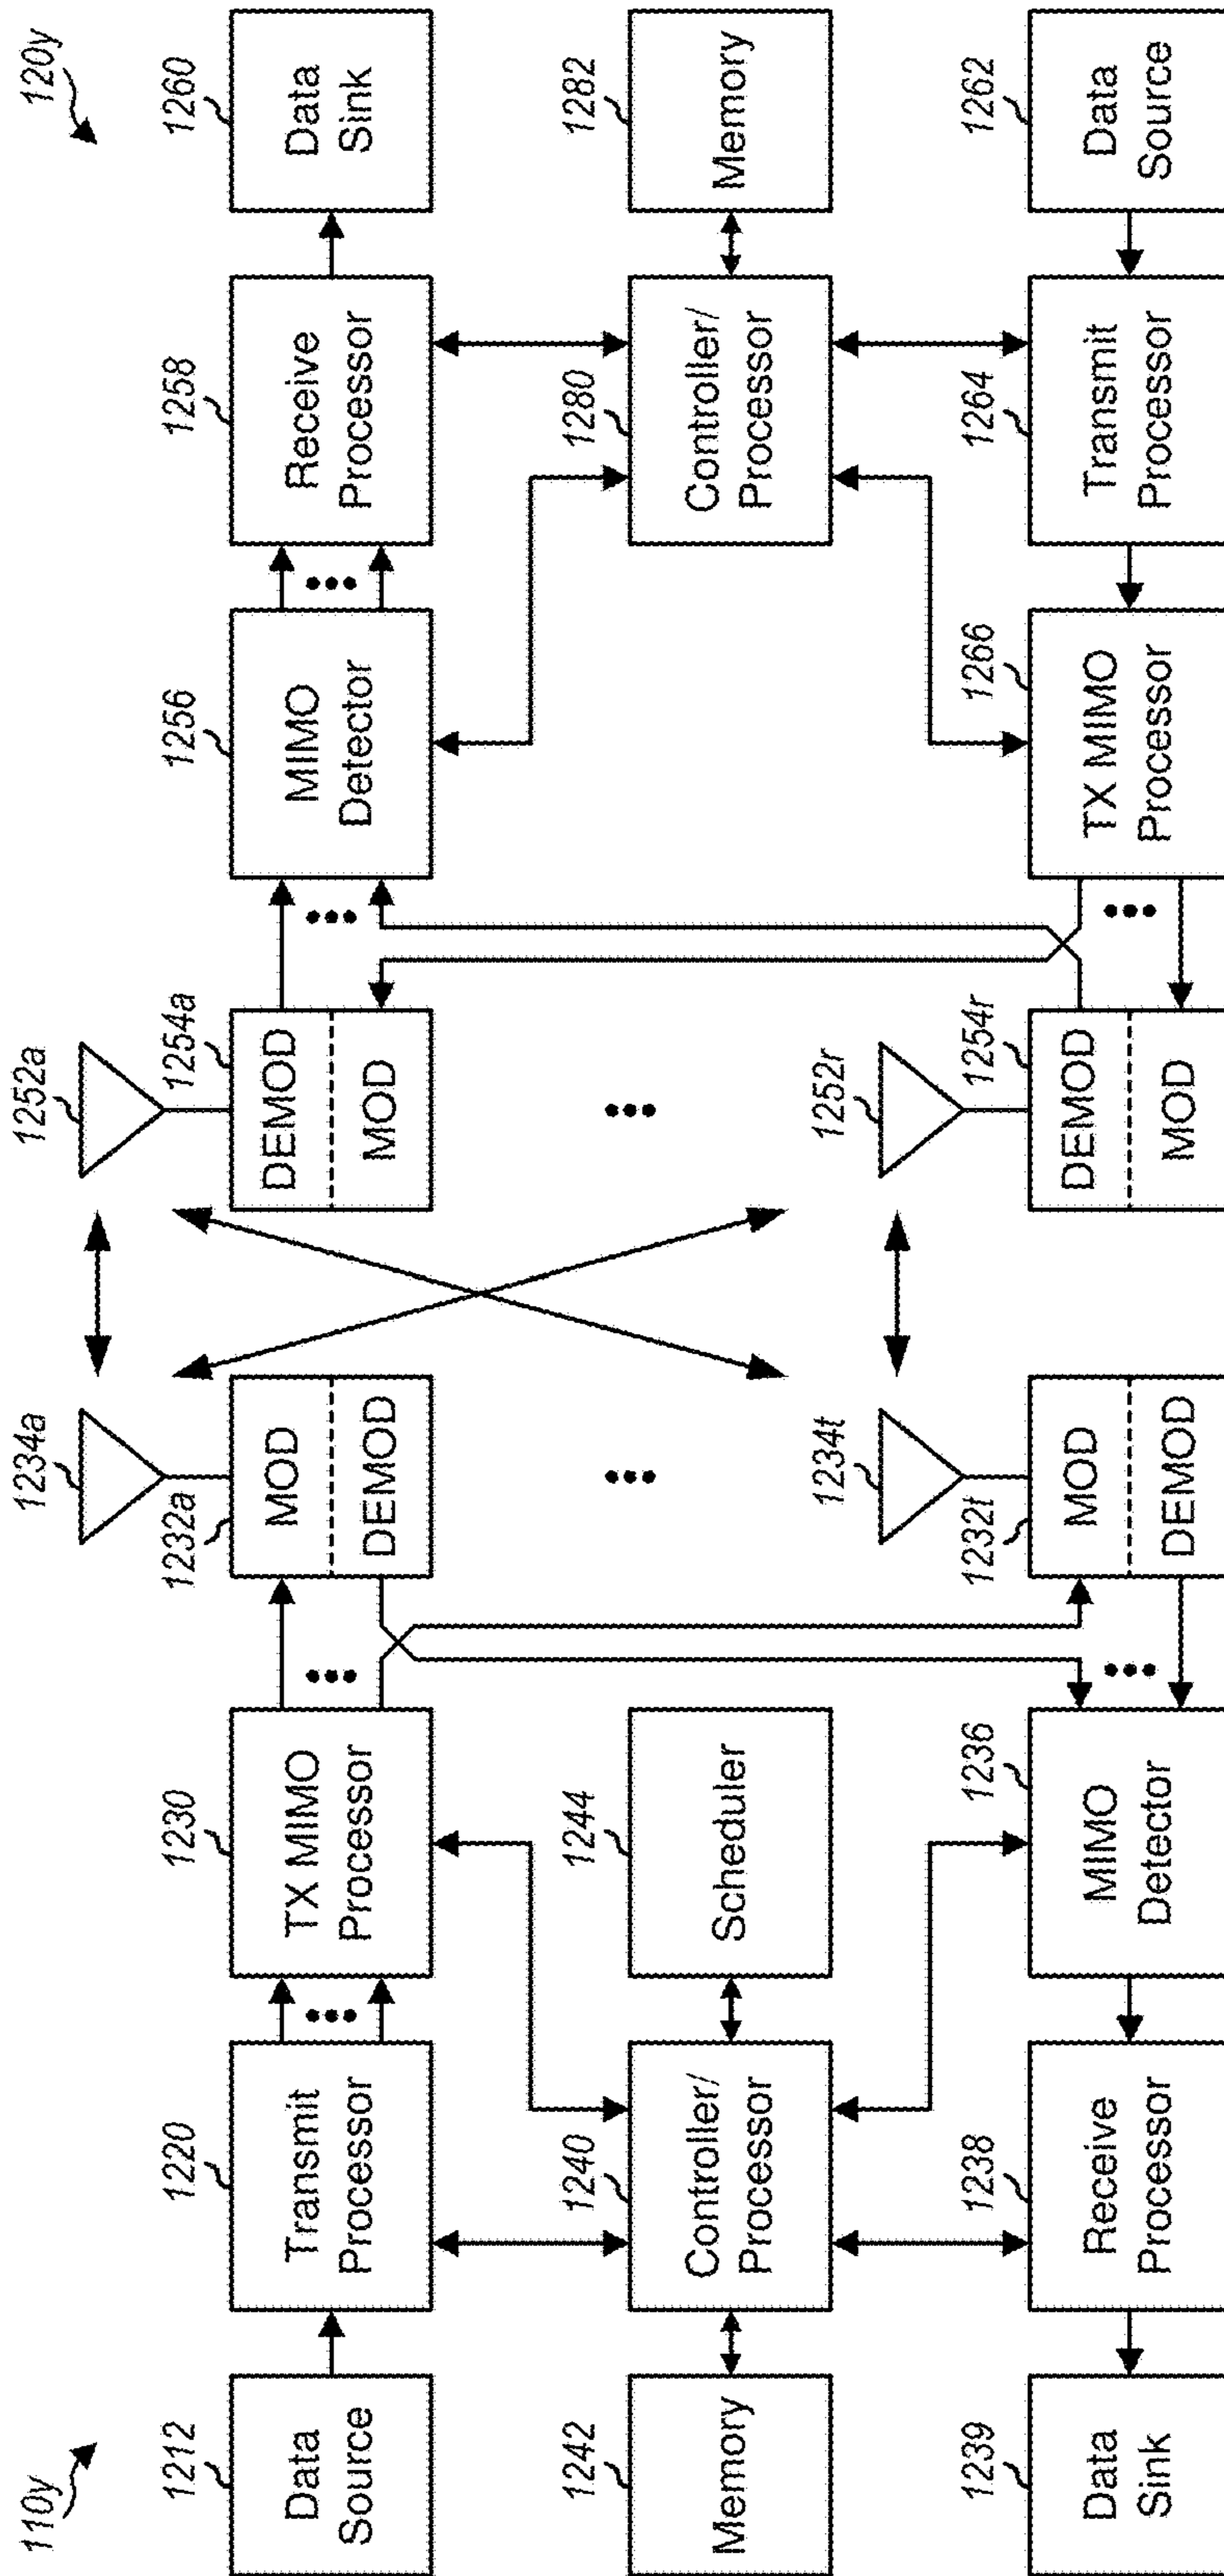 110y
1234a
1252a
120y
1212
1220
1230
1232a
1254a
1256
1258
1260
Data
Source
Transmit
Processor
TX MIMO
Processor
MOD
DEMOD
DEMOD
MOD
MIMO
Detector
Receive
Processor
Data
Sink
1242
1240
1244
1280
1282
Memory
Controller/
Processor
Scheduler
Controller/
Processor
Memory
1234t
1252r
1239
1238
1236
1232t
1254r
1266
1264
1262
Data
Sink
Receive
Processor
MIMO
Detector
MOD
DEMOD
DEMOD
MOD
TX MIMO
Processor
Transmit
Processor
Data
Source